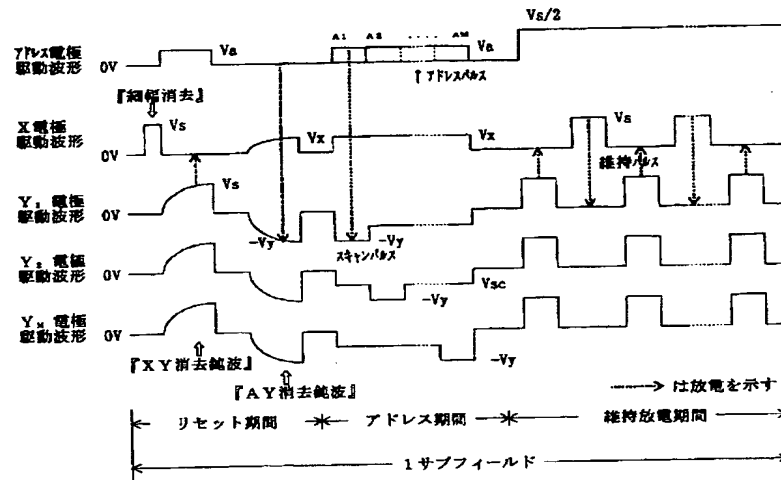 Vs/2
A1 A2 ‥‥ AM
アドレス電極 Va Va
駆動波形 0V
↑アドレスパルス
『細幅消去』
X電極 Vs Vx Vx Vs
駆動波形 0V
維持パルス
Y₁電極 Vs
駆動波形 0V
-Vy -Vy
スキャンパルス
Y₂電極
駆動波形 0V
-Vy Vsc
Y_N電極
駆動波形 0V
-Vy
『XY消去鈍波』
『AY消去鈍波』
は放電を示す
リセット期間 アドレス期間 維持放電期間
1サブフィールド